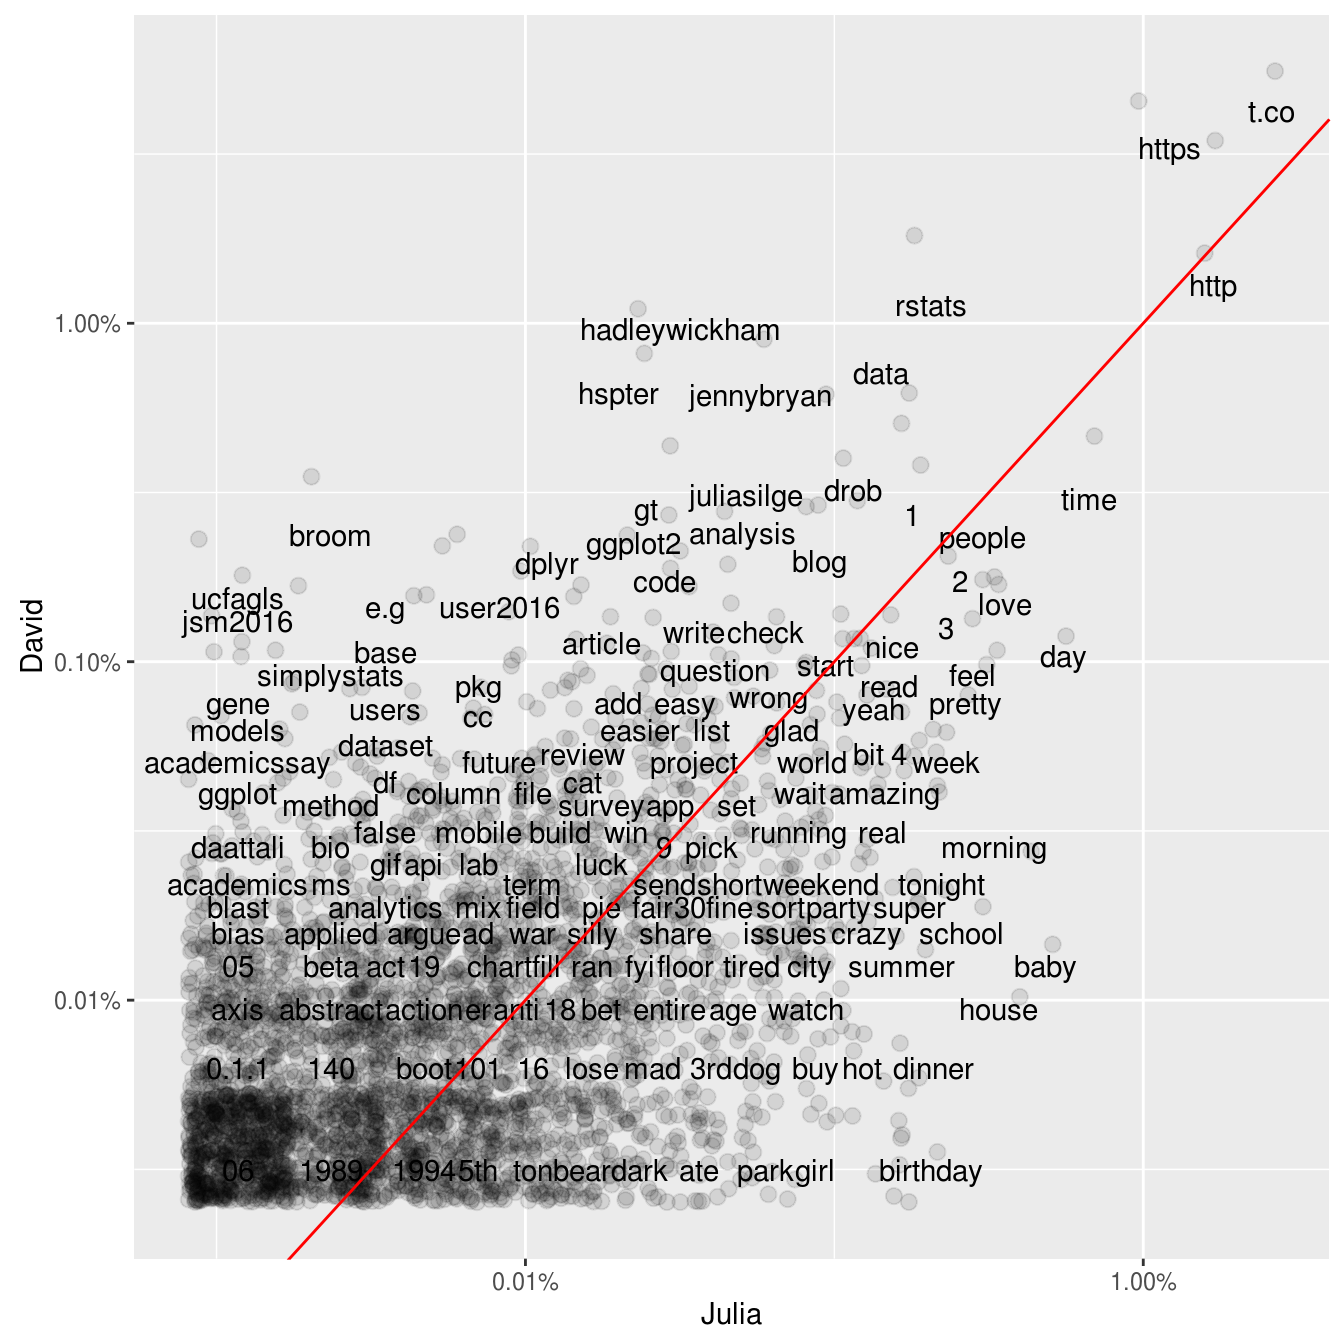 t.co
https
http
rstats
1.00%
hadleywickham
data
hspter jennybryan
juliasilge drob time
gt 1
broom ggplot2 analysis people
dplyr blog
code 2
ucfagls e.g user2016 love
jsm2016 write check 3
article nice
base start day
simplystats question feel
0.10%
pkg read
gene users cc add easy wrong yeah pretty
models easier list glad
dataset review bit 4
academicssay future project world week
df cat
ggplot column file wait amazing
method survey app set
false mobile build win running real
daattali bio 9 pick morning
gif api lab luck
academics ms term send short weekend tonight
blast analytics mix field pie fair 30 fine sort party super
bias applied argue ad war silly share issues crazy school
05 beta act 19 chart fill ran fyi floor tired city summer baby
0.01%
axis abstract action er anti 18 bet entire age watch house
0.1.1 140 boot 101 16 lose mad 3rd dog buy hot dinner
06 1989 1994 5th ton bear dark ate park girl birthday
0.01% 1.00%
Julia
David